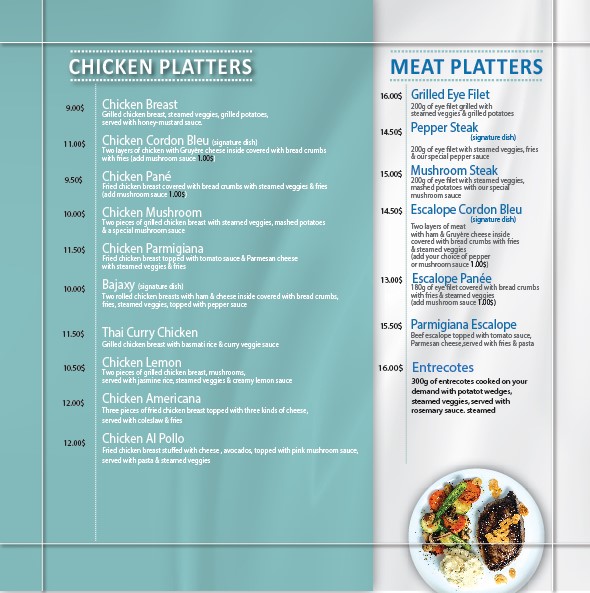 CHICKEN PLATTERS
9.00$ Chicken Breast
Grilled chicken breast, steamed veggies, grilled potatoes,
served with honey-mustard sauce.
11.00$ Chicken Cordon Bleu (signature dish)
Two layers of chicken with Gruyère cheese inside covered with bread crumbs
with fries (add mushroom sauce 1.00$)
9.50$ Chicken Pané
Fried chicken breast covered with bread crumbs with steamed veggies & fries
(add mushroom sauce 1.00$)
10.00$ Chicken Mushroom
Two pieces of grilled chicken breast with steamed veggies, mashed potatoes
& a special mushroom sauce
11.50$ Chicken Parmigiana
Fried chicken breast topped with tomato sauce & Parmesan cheese
with steamed veggies & fries
10.00$ Bajaxy (signature dish)
Two rolled chicken breasts with ham & cheese inside covered with bread crumbs,
fries, steamed veggies, topped with pepper sauce
11.50$ Thai Curry Chicken
Grilled chicken breast with basmati rice & curry veggie sauce
10.50$ Chicken Lemon
Two pieces of grilled chicken breast, mushrooms,
served with jasmine rice, steamed veggies & creamy lemon sauce
12.00$ Chicken Americana
Three pieces of fried chicken breast topped with three kinds of cheese,
served with coleslaw & fries
12.00$ Chicken Al Pollo
Fried chicken breast stuffed with cheese , avocados, topped with pink mushroom sauce,
served with pasta & steamed veggies
MEAT PLATTERS
16.00$ Grilled Eye Filet
200g of eye filet grilled with
steamed veggies & grilled potatoes
14.50$ Pepper Steak
(signature dish)
200g of eye filet with steamed veggies, fries
& our special pepper sauce
15.00$ Mushroom Steak
200g of eye filet with steamed veggies,
mashed potatoes with our special
mushroom sauce
14.50$ Escalope Cordon Bleu
(signature dish)
Two layers of meat
with ham & Gruyère cheese inside
covered with bread crumbs with fries
& steamed veggies
(add your choice of pepper
or mushroom sauce 1.00$)
13.00$ Escalope Panée
180g of eye filet covered with bread crumbs
with fries & steamed veggies
(add mushroom sauce 1.00$)
15.50$ Parmigiana Escalope
Beef escalope topped with tomato sauce,
Parmesan cheese,served with fries & pasta
16.00$ Entrecotes
300g of entrecotes cooked on your
demand with potatot wedges,
steamed veggies, served with
rosemary sauce. steamed